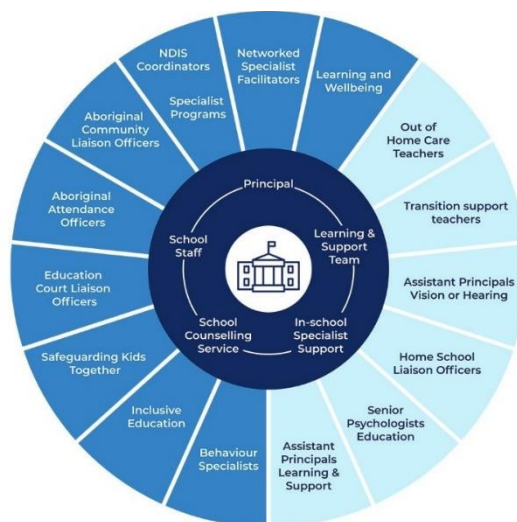 NDIS
Coordinators
Specialist
Programs
Networked
Specialist
Facilitators
Learning and
Wellbeing
Out of
Home Care
Teachers
Transition support
teachers
Assistant Principals
Vision or Hearing
Home School
Liaison Officers
Senior
Psychologists
Education
Assistant
Principals
Learning &
Support
Behaviour
Specialists
Inclusive
Education
Safeguarding Kids
Together
Education
Court Liaison
Officers
Aboriginal
Attendance
Officers
Aboriginal
Community
Liaison Officers
Principal
Learning &
Support
Team
In-school
Specialist
Support
School
Counselling
Service
School
Staff